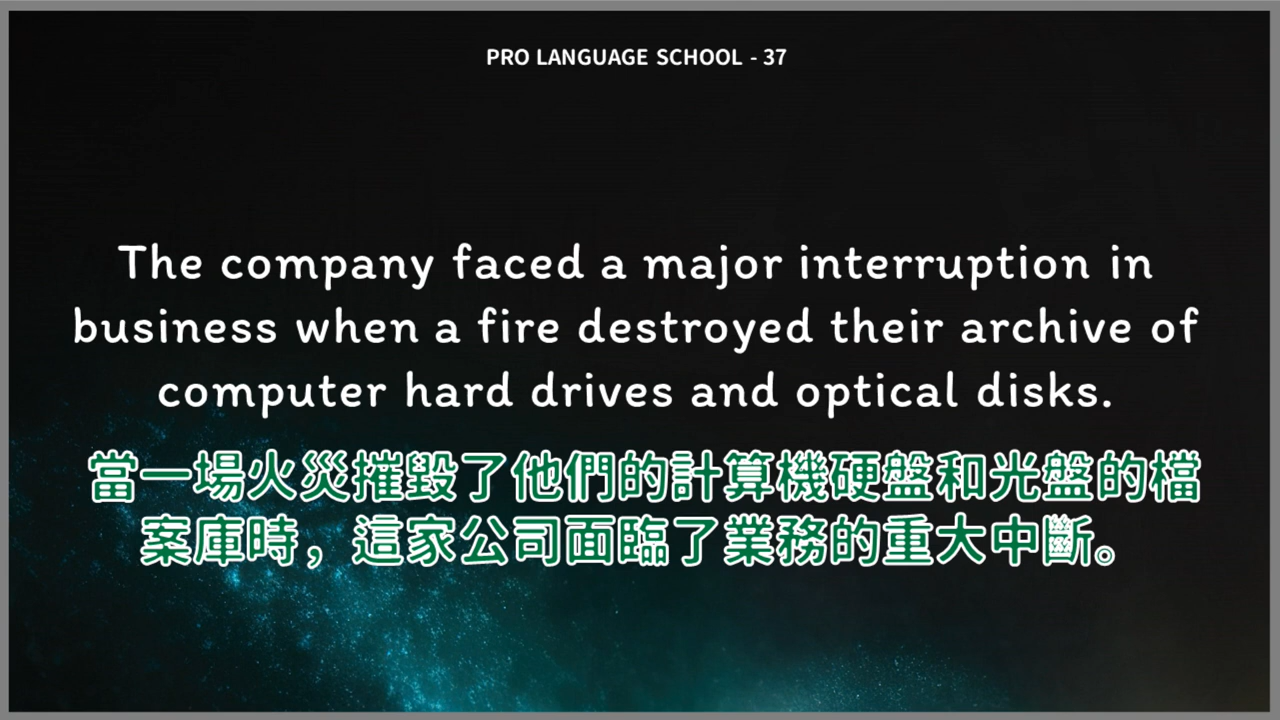 PRO LANGUAGE SCHOOL - 37
The company faced a major interruption in
business when a fire destroyed their archive of
computer hard drives and optical disks.
當一場火災摧毀了他們的計算機硬盤和光盤的檔
案庫時，這家公司面臨了業務的重大中斷。